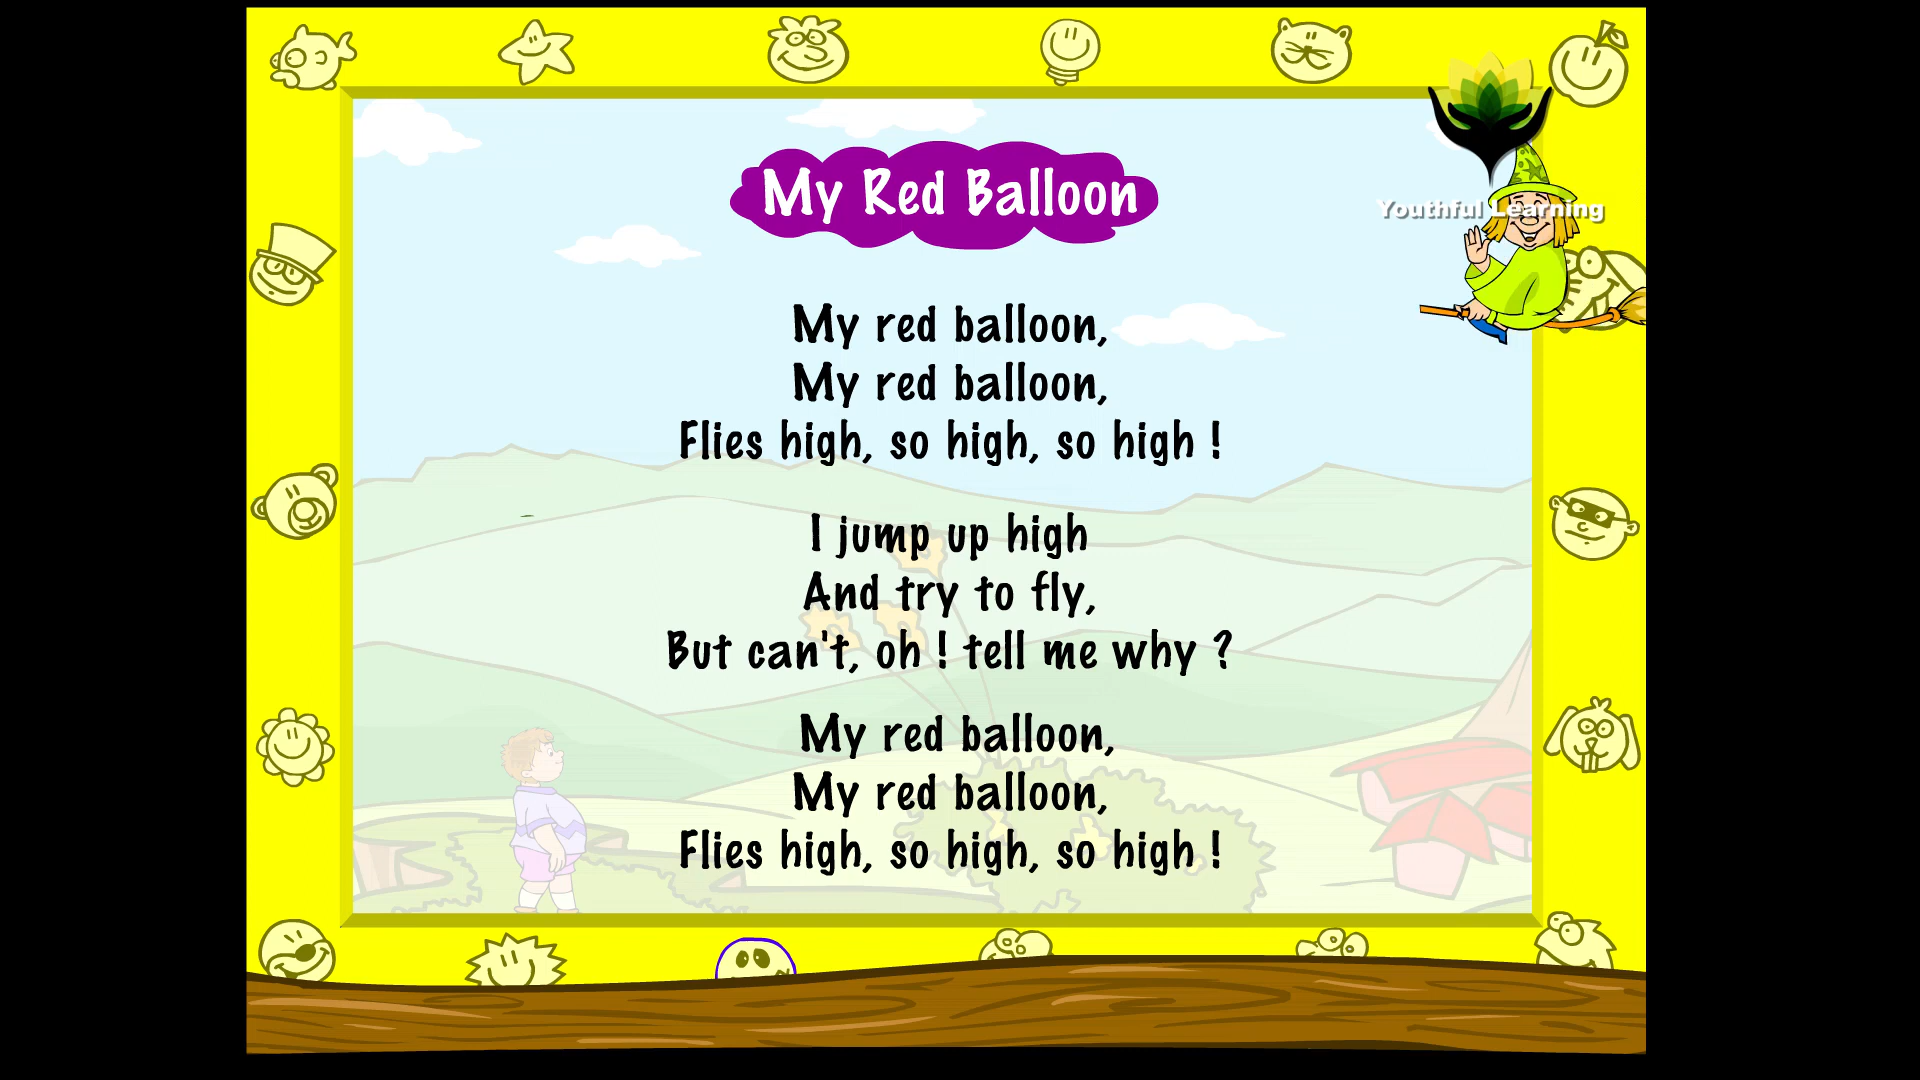 My Red Balloon
Youthful Learning
My red balloon,
My red balloon,
Flies high, so high, so high !
I jump up high
And try to fly,
But can't, oh ! tell me why ?
My red balloon,
My red balloon,
Flies high, so high, so high !